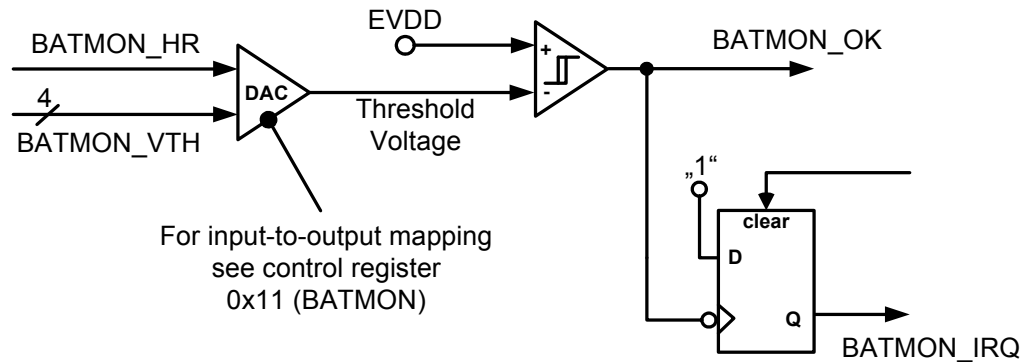 EVDD
BATMON_HR
BATMON_OK
+
-
DAC
4
Threshold
Voltage
BATMON_VTH
„1“
clear
For input-to-output mapping
see control register
0x11 (BATMON)
D
Q
BATMON_IRQ